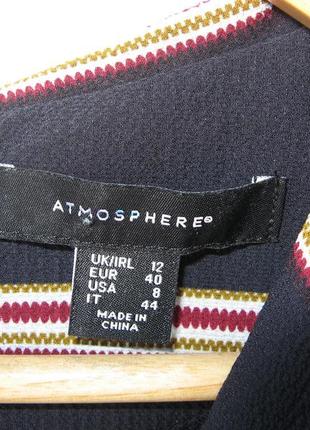 ATMOSPHERE®
UK/IRL 12
EUR 40
USA 8
IT 44
MADE IN
CHINA